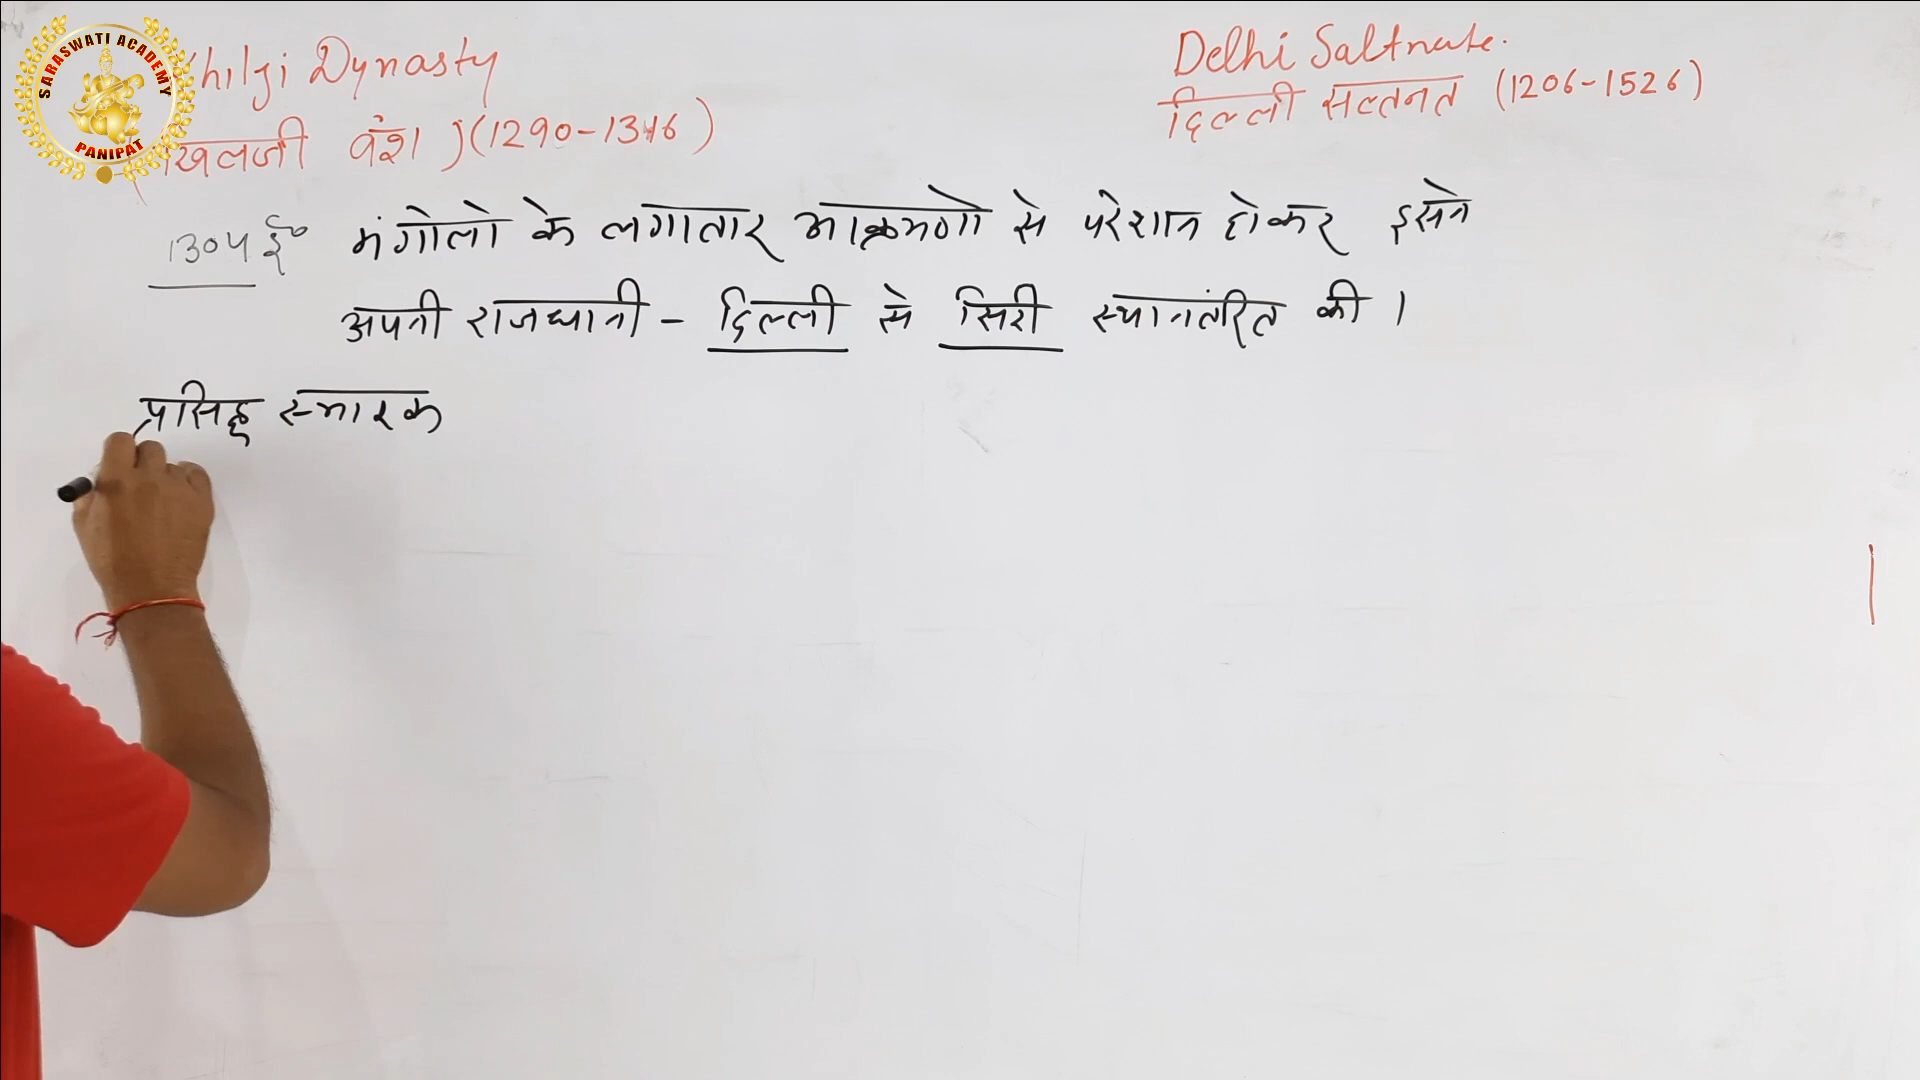 SARASWATI ACADEMY
PANIPAT
Khilji Dynasty
(खिलजी वंश) (1290-1316)
Delhi Saltnate.
दिल्ली सल्तनत (1206-1526)
1304 ई० मंगोलो के लगातार आक्रमणो से परेशान होकर इसने
अपनी राजधानी - दिल्ली से सिरी स्थानतंरित की।
प्रसिद्ध स्मारक